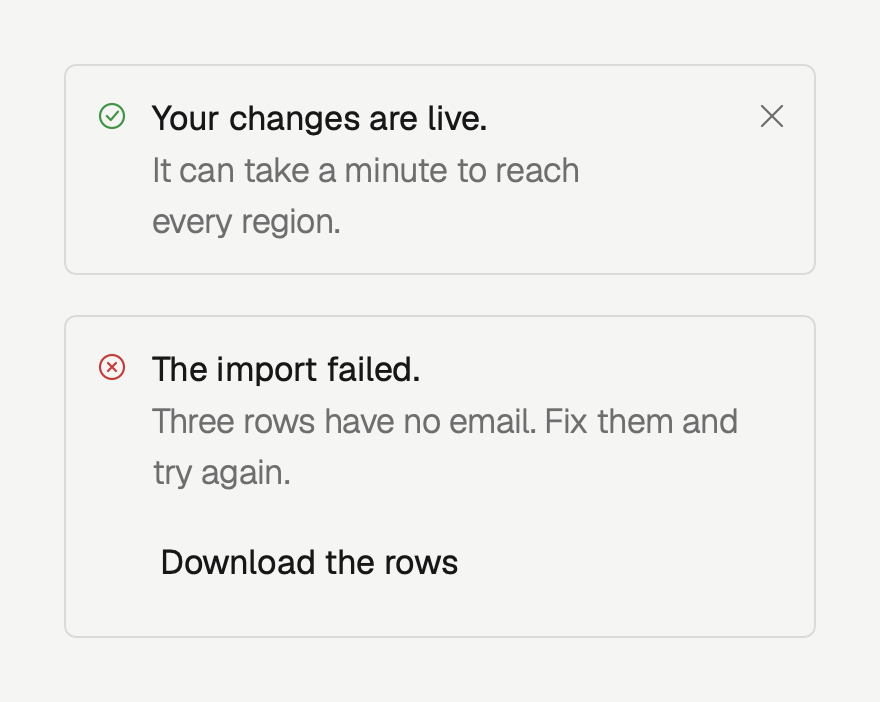 Your changes are live.
It can take a minute to reach
every region.
The import failed.
Three rows have no email. Fix them and
try again.
Download the rows